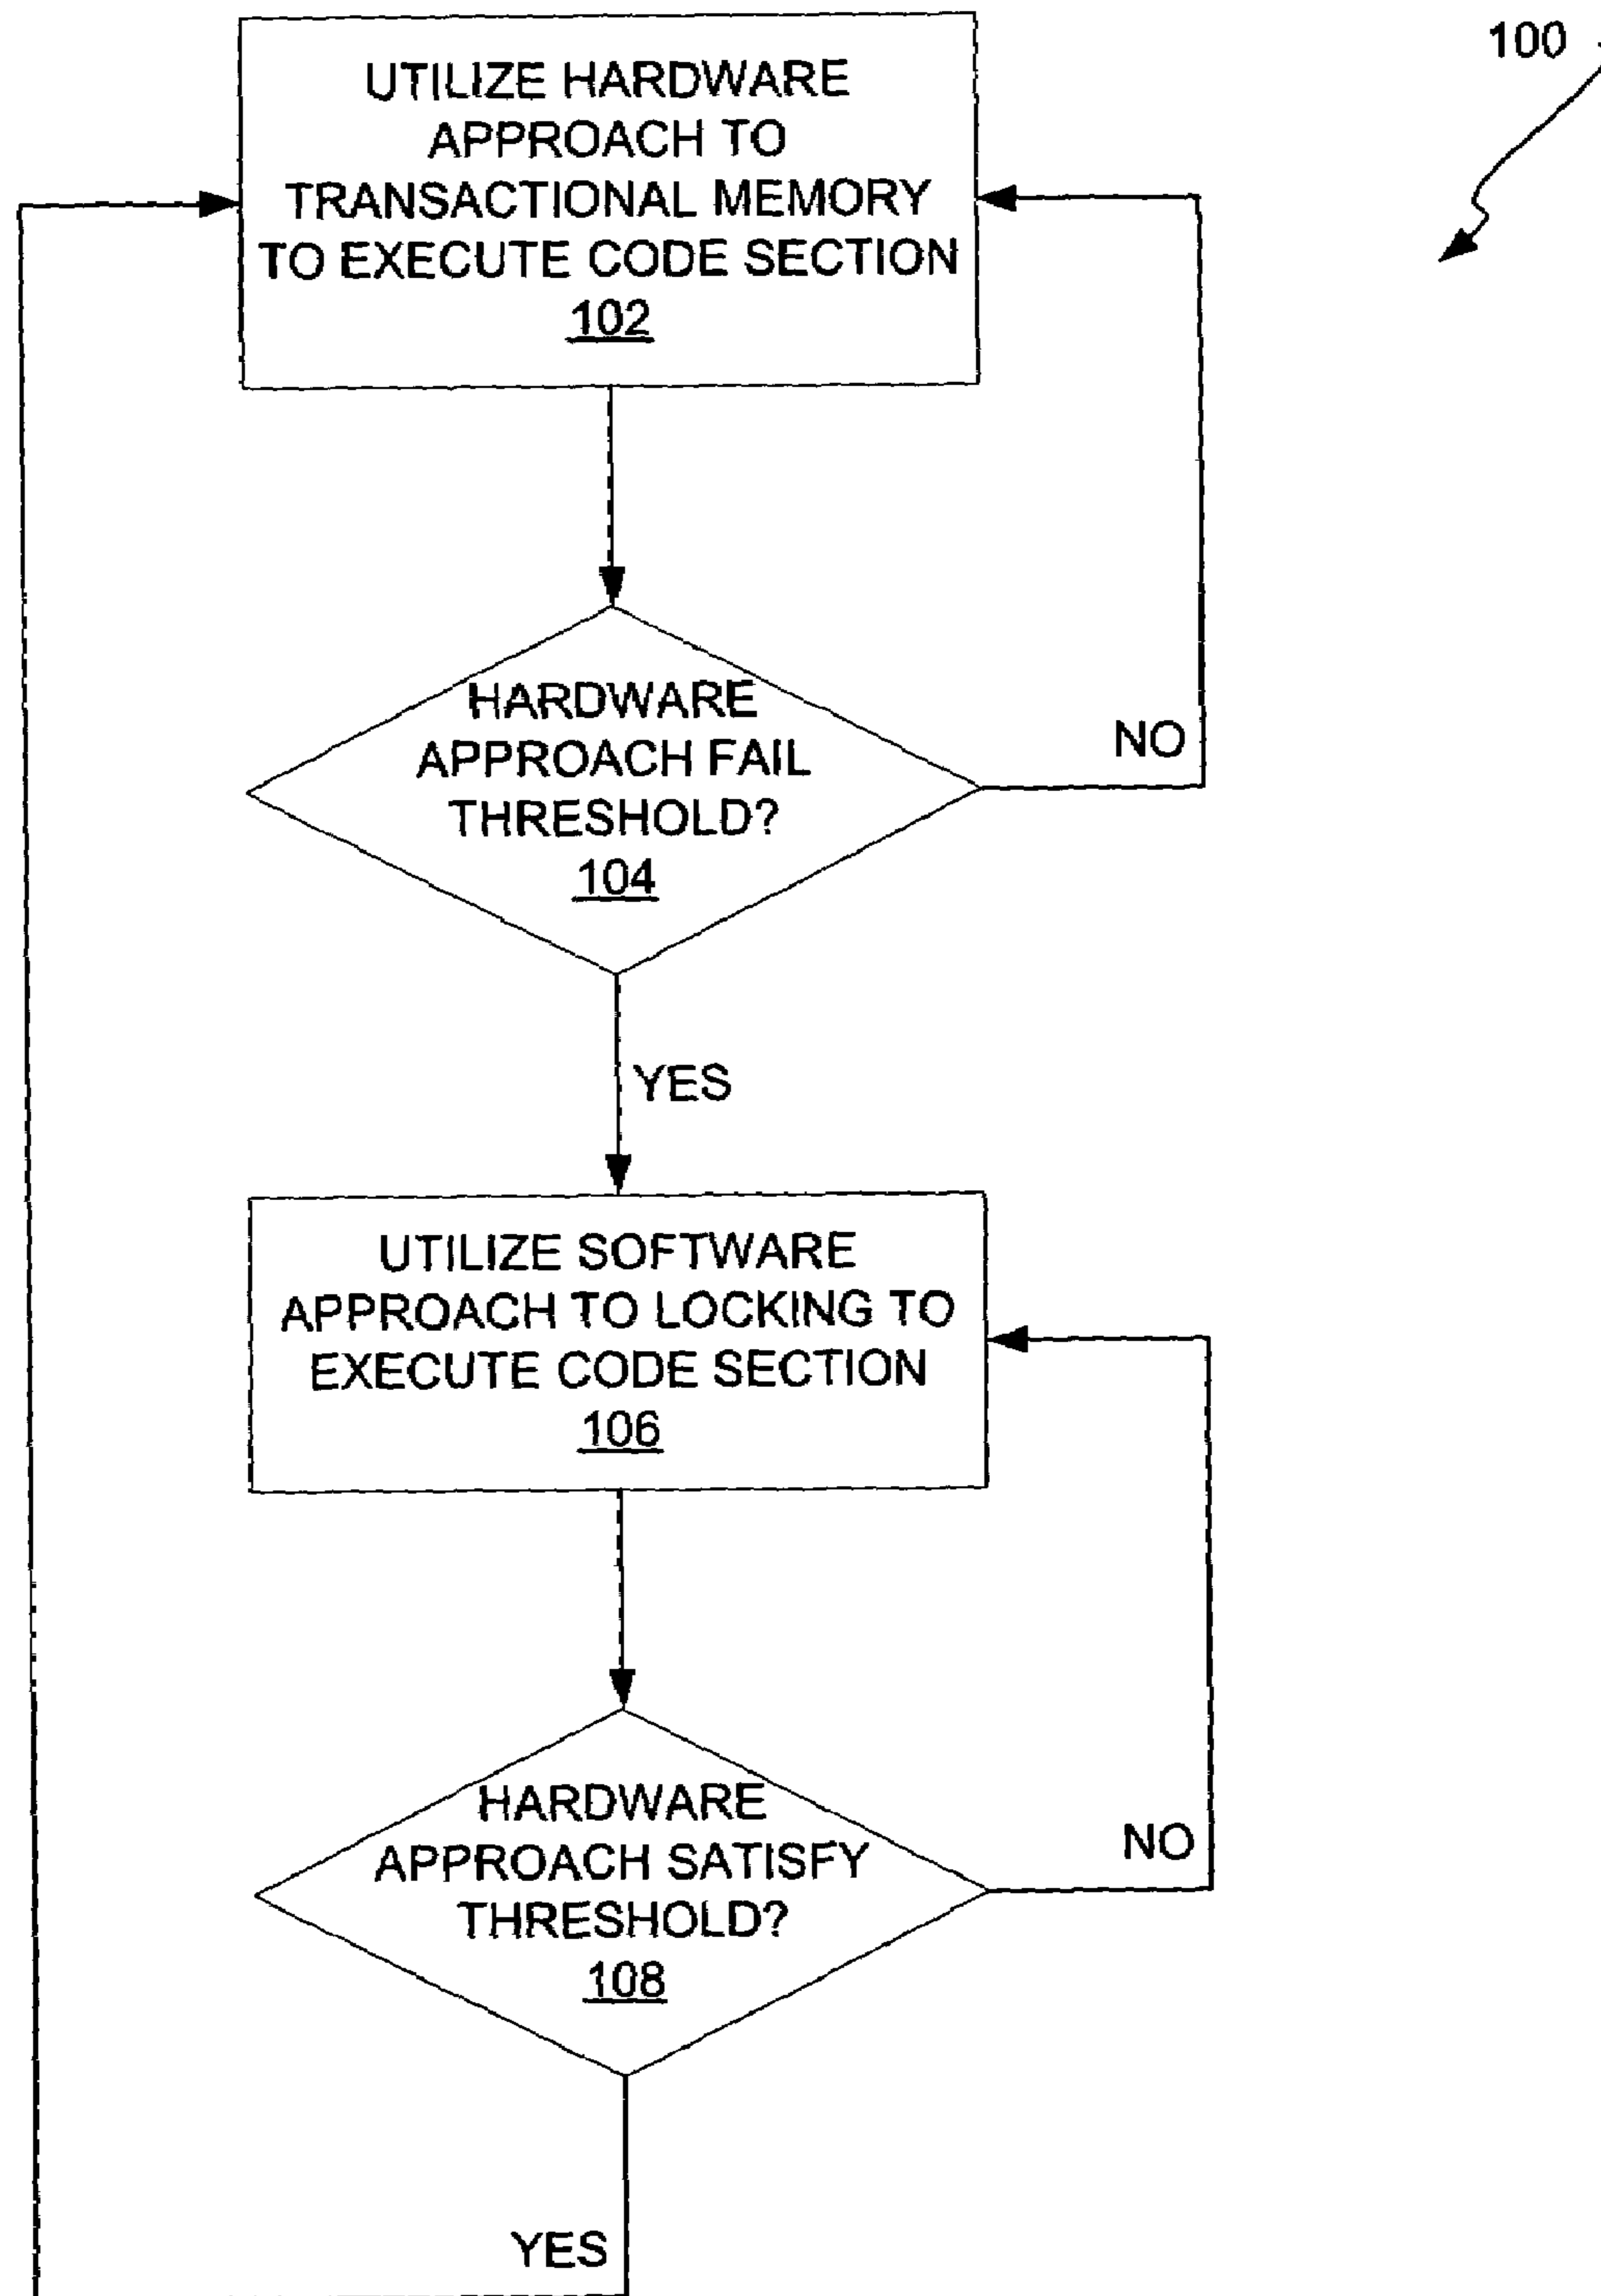 100
UTILIZE HARDWARE
APPROACH TO
TRANSACTIONAL MEMORY
TO EXECUTE CODE SECTION
102
HARDWARE
APPROACH FAIL
THRESHOLD?
104
NO
YES
UTILIZE SOFTWARE
APPROACH TO LOCKING TO
EXECUTE CODE SECTION
106
HARDWARE
APPROACH SATISFY
THRESHOLD?
108
NO
YES